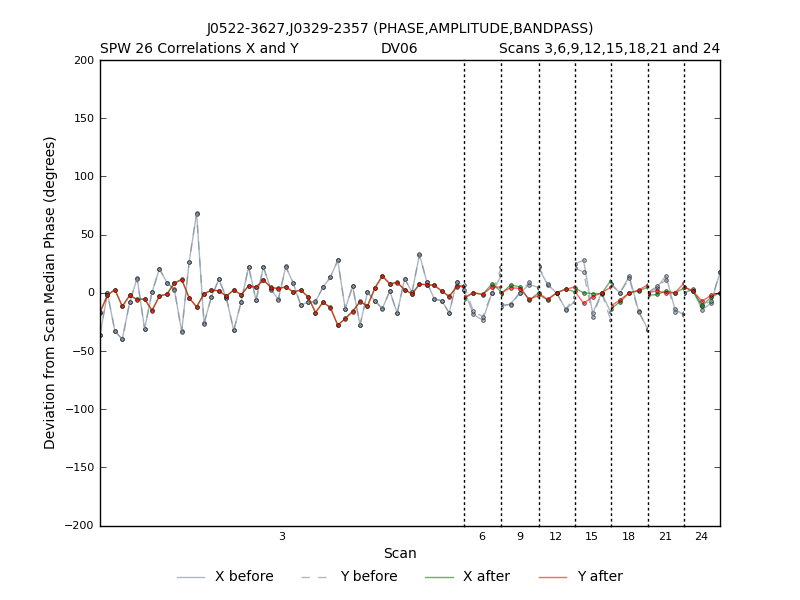 J0522-3627,J0329-2357 (PHASE,AMPLITUDE,BANDPASS)
SPW 26 Correlations X and Y DV06 Scans 3,6,9,12,15,18,21 and 24
200
150
100
50
0
−50
−100
−150
−200
Deviation from Scan Median Phase (degrees)
3 6 9 12 15 18 21 24
Scan
X before Y before X after Y after